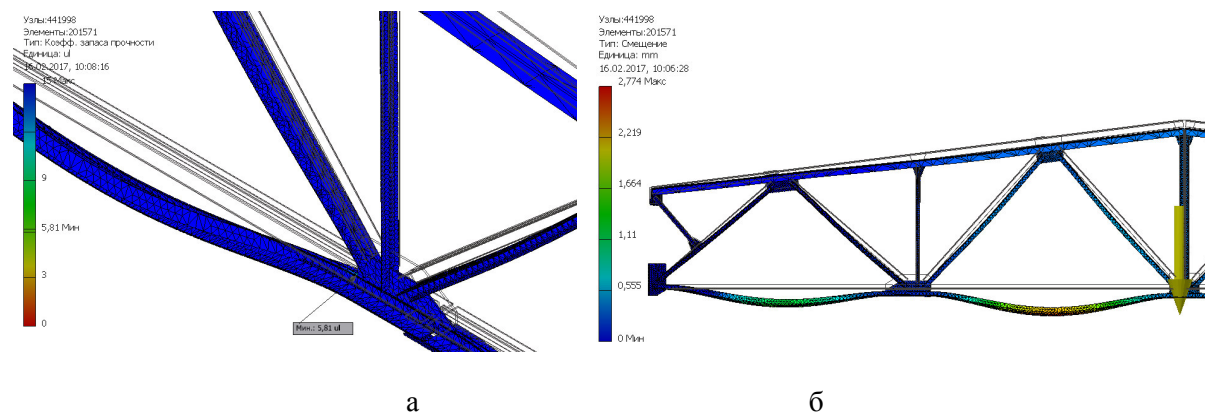 Узлы:441998
Элементы:201571
Тип: Коэфф. запаса прочности
Единица: ul
16.02.2017, 10:08:16
15 Макс
9
5,81 Мин
3
0
Мин.: 5,81 ul
а
Узлы:441998
Элементы:201571
Тип: Смещение
Единица: mm
16.02.2017, 10:06:28
2,774 Макс
2,219
1,664
1,11
0,555
0 Мин
б